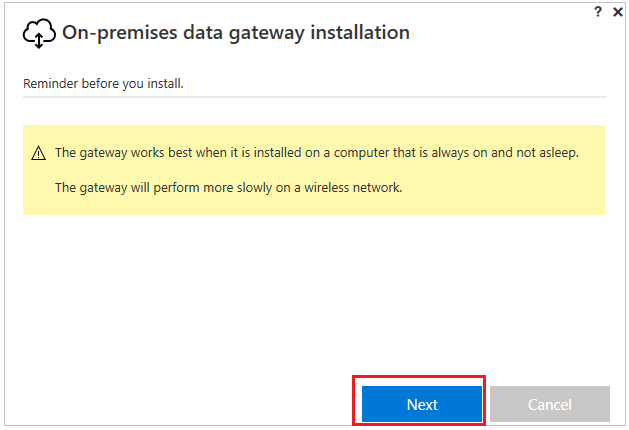 ? ×
On-premises data gateway installation
Reminder before you install.
The gateway works best when it is installed on a computer that is always on and not asleep.
The gateway will perform more slowly on a wireless network.
Next Cancel